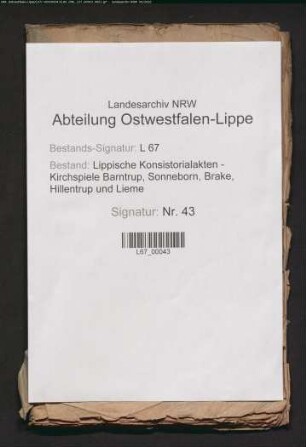 Landesarchiv NRW
Abteilung Ostwestfalen-Lippe
Bestands-Signatur: L 67
Bestand: Lippische Konsistorialakten -
Kirchspiele Barntrup, Sonneborn, Brake,
Hillentrup und Lieme
Signatur: Nr. 43
L67_00043